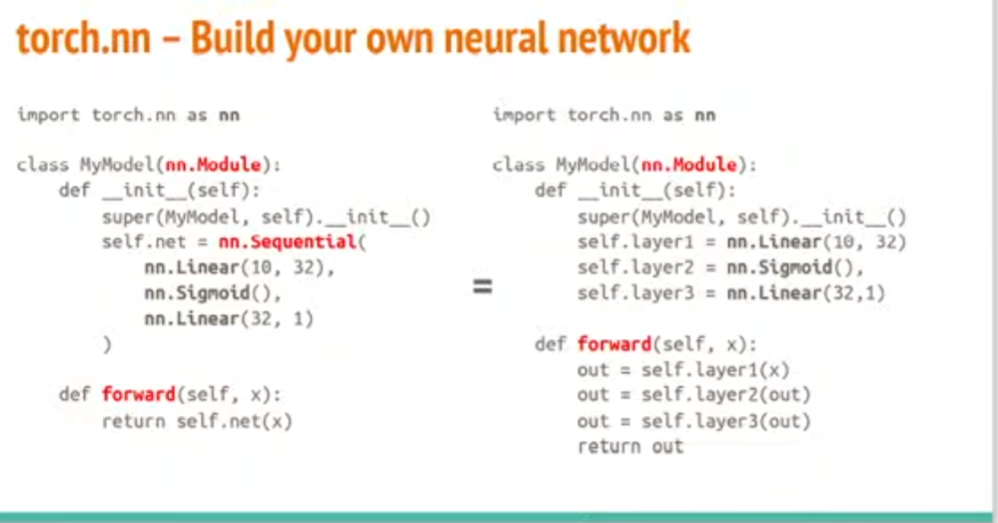 torch.nn – Build your own neural network
import torch.nn as nn
class MyModel(nn.Module):
    def __init__(self):
        super(MyModel, self).__init__()
        self.net = nn.Sequential(
            nn.Linear(10, 32),
            nn.Sigmoid(),
            nn.Linear(32, 1)
        )
    def forward(self, x):
        return self.net(x)
=
import torch.nn as nn
class MyModel(nn.Module):
    def __init__(self):
        super(MyModel, self).__init__()
        self.layer1 = nn.Linear(10, 32)
        self.layer2 = nn.Sigmoid(),
        self.layer3 = nn.Linear(32,1)
    def forward(self, x):
        out = self.layer1(x)
        out = self.layer2(out)
        out = self.layer3(out)
        return out